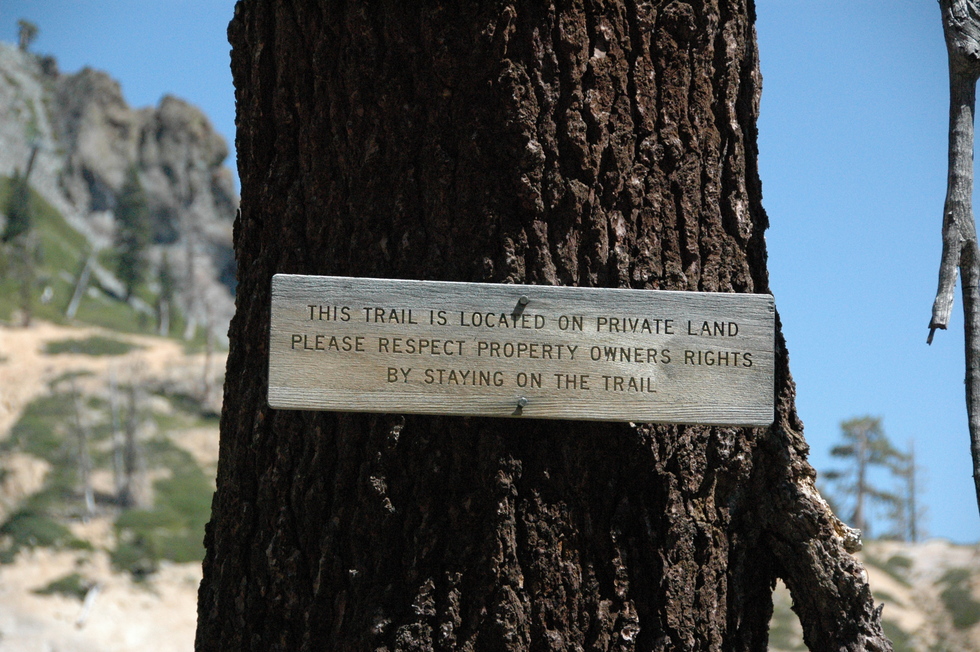 THIS TRAIL IS LOCATED ON PRIVATE LAND
PLEASE RESPECT PROPERTY OWNERS RIGHTS
BY STAYING ON THE TRAIL